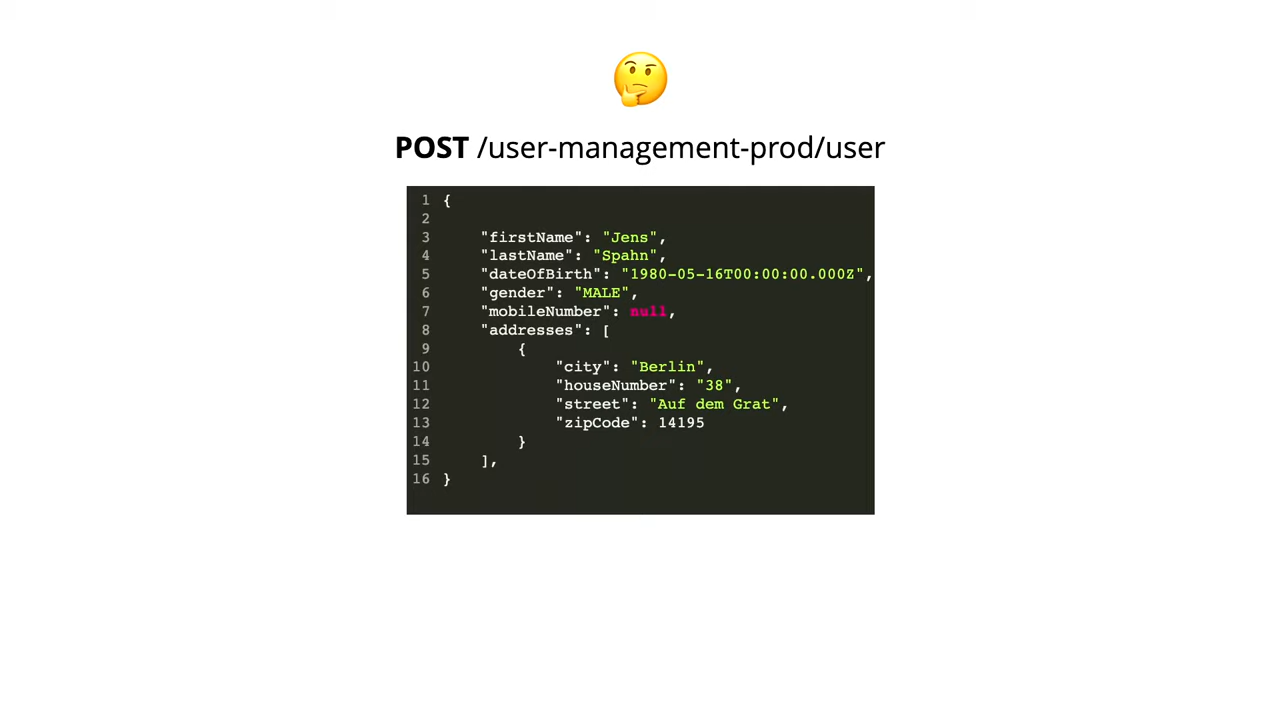 POST /user-management-prod/user
1 {
2
3 "firstName": "Jens",
4 "lastName": "Spahn",
5 "dateOfBirth": "1980-05-16T00:00:00.000Z",
6 "gender": "MALE",
7 "mobileNumber": null,
8 "addresses": [
9 {
10 "city": "Berlin",
11 "houseNumber": "38",
12 "street": "Auf dem Grat",
13 "zipCode": 14195
14 }
15 ],
16 }